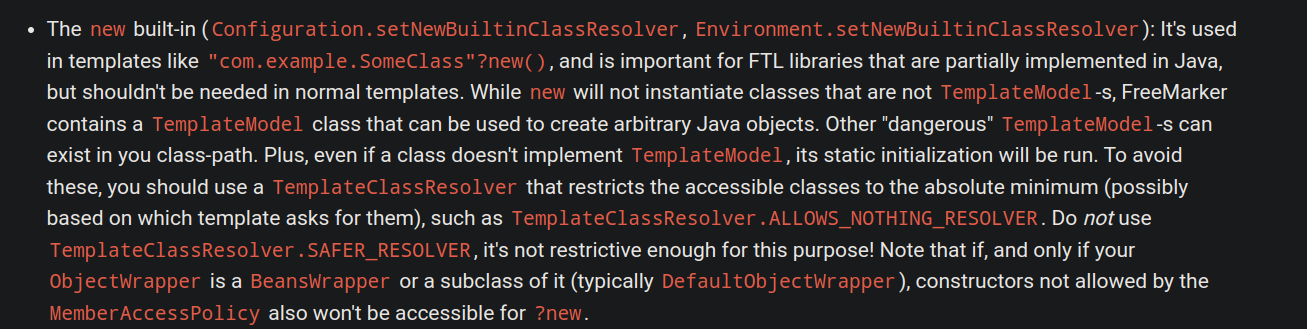 • The new built-in (Configuration.setNewBuiltinClassResolver, Environment.setNewBuiltinClassResolver): It's used
in templates like "com.example.SomeClass"?new(), and is important for FTL libraries that are partially implemented in Java,
but shouldn't be needed in normal templates. While new will not instantiate classes that are not TemplateModel-s, FreeMarker
contains a TemplateModel class that can be used to create arbitrary Java objects. Other "dangerous" TemplateModel-s can
exist in you class-path. Plus, even if a class doesn't implement TemplateModel, its static initialization will be run. To avoid
these, you should use a TemplateClassResolver that restricts the accessible classes to the absolute minimum (possibly
based on which template asks for them), such as TemplateClassResolver.ALLOWS_NOTHING_RESOLVER. Do not use
TemplateClassResolver.SAFER_RESOLVER, it's not restrictive enough for this purpose! Note that if, and only if your
ObjectWrapper is a BeansWrapper or a subclass of it (typically DefaultObjectWrapper), constructors not allowed by the
MemberAccessPolicy also won't be accessible for ?new.